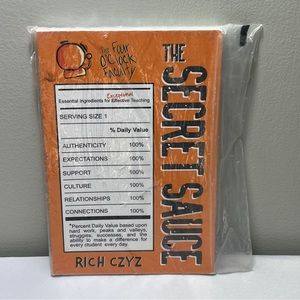 The Four
O'Clock
Faculty
THE SECRET SAUCE
Exceptional
Essential Ingredients for Effective Teaching
SERVING SIZE 1
% Daily Value
AUTHENTICITY 100%
EXPECTATIONS 100%
SUPPORT 100%
CULTURE 100%
RELATIONSHIPS 100%
CONNECTIONS 100%
*Percent Daily Value based upon
hard work, peaks and valleys,
struggles, successes, and the
ability to make a difference for
every student every day.
RICH CZYZ